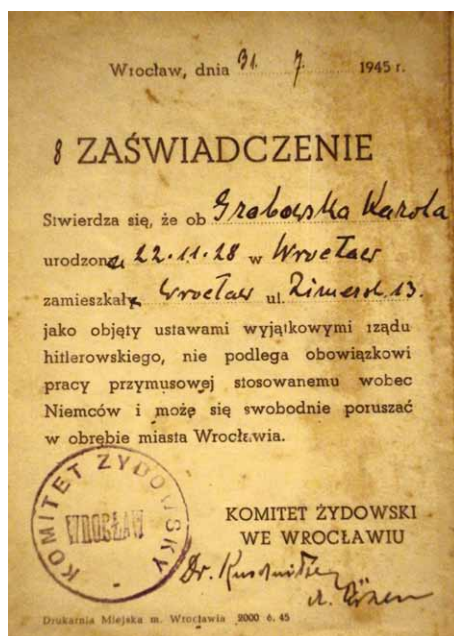 Wrocław, dnia 31. 7. 1945 r.
8 ZAŚWIADCZENIE
Stwierdza się, że ob Grabowska Karola
urodzona 22.11.28 w Wrocław
zamieszkała Wrocław ul. 13.
jako objęty ustawami wyjątkowymi rządu
hitlerowskiego, nie podlega obowiązkowi
pracy przymusowej stosowanemu wobec
Niemców i może się swobodnie poruszać
w obrębie miasta Wrocławia.
KOMITET ŻYDOWSKY
WROCŁAW
KOMITET ŻYDOWSKI
WE WROCŁAWIU
Dr.
Drukarnia Miejska m. Wrocławia 2000 6. 45